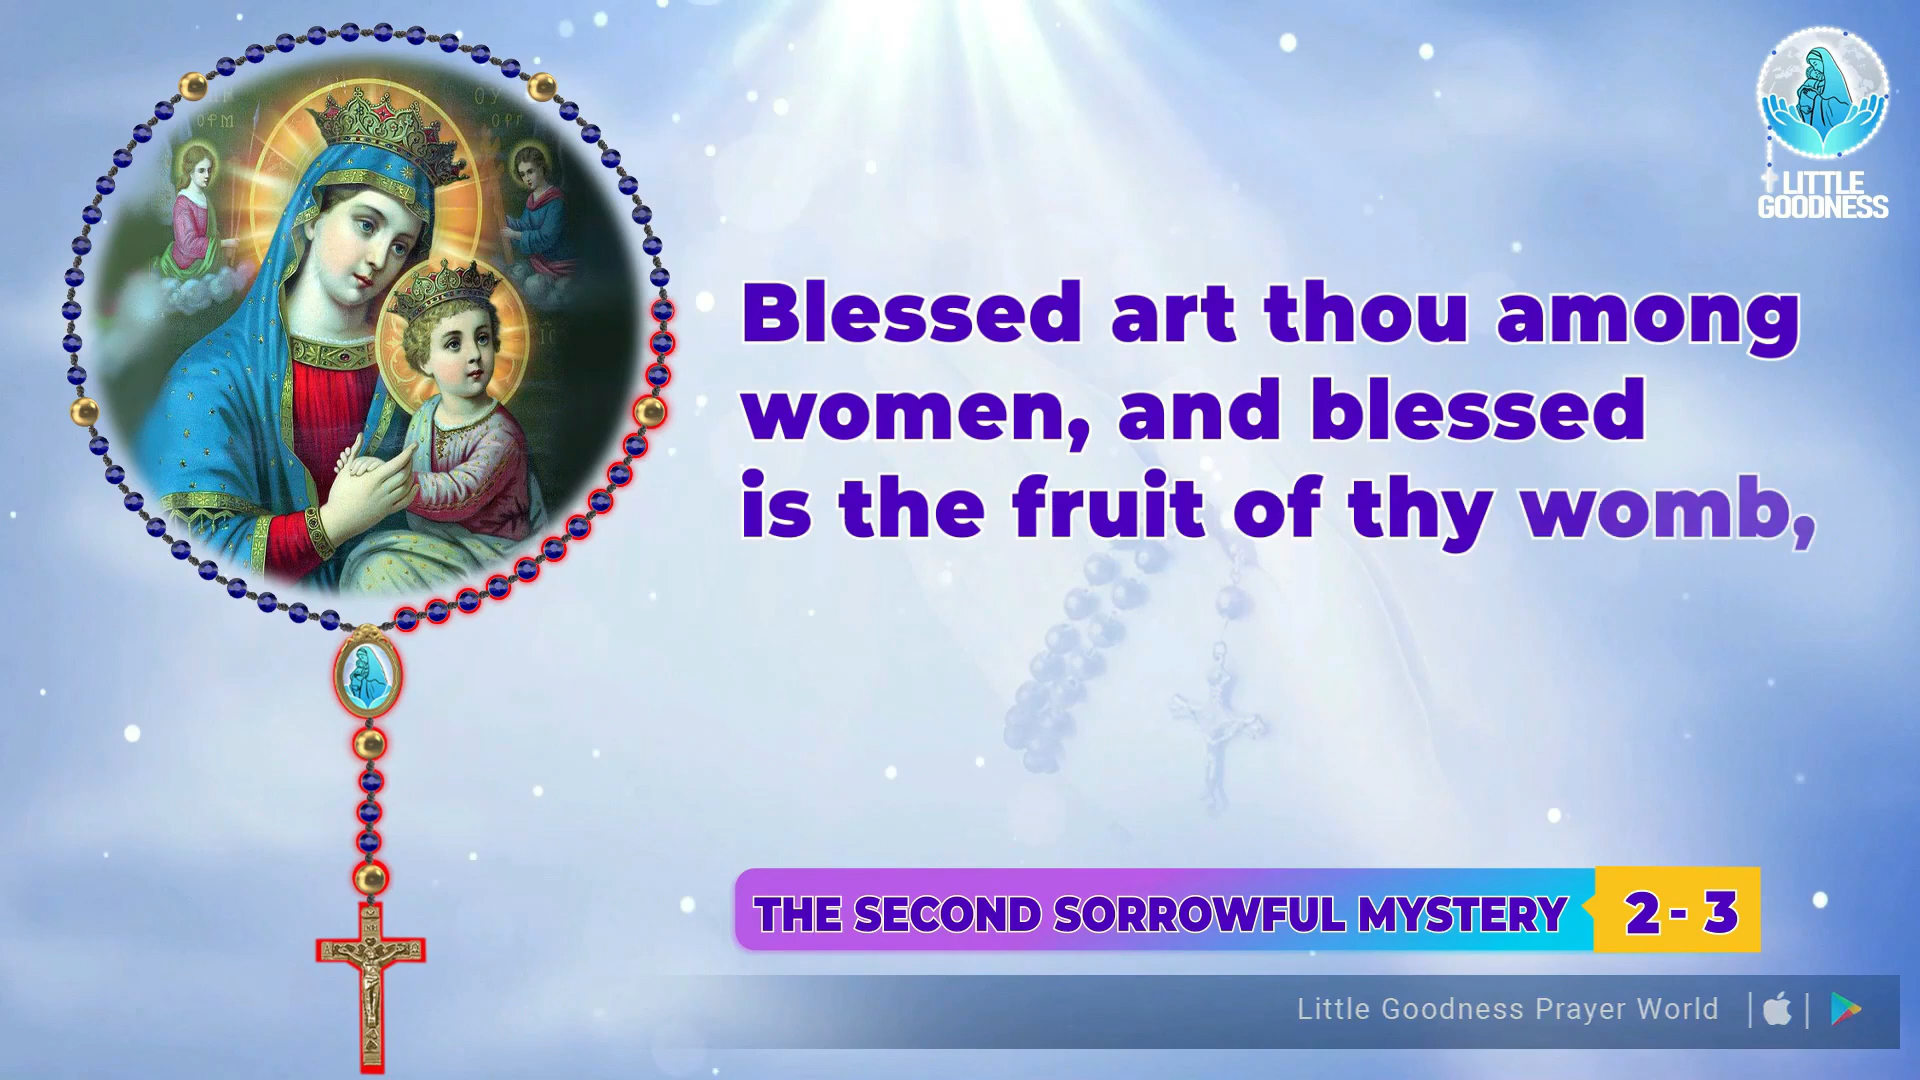 LITTLE
GOODNESS
Blessed art thou among
women, and blessed
is the fruit of thy womb,
THE SECOND SORROWFUL MYSTERY 2 - 3
Little Goodness Prayer World